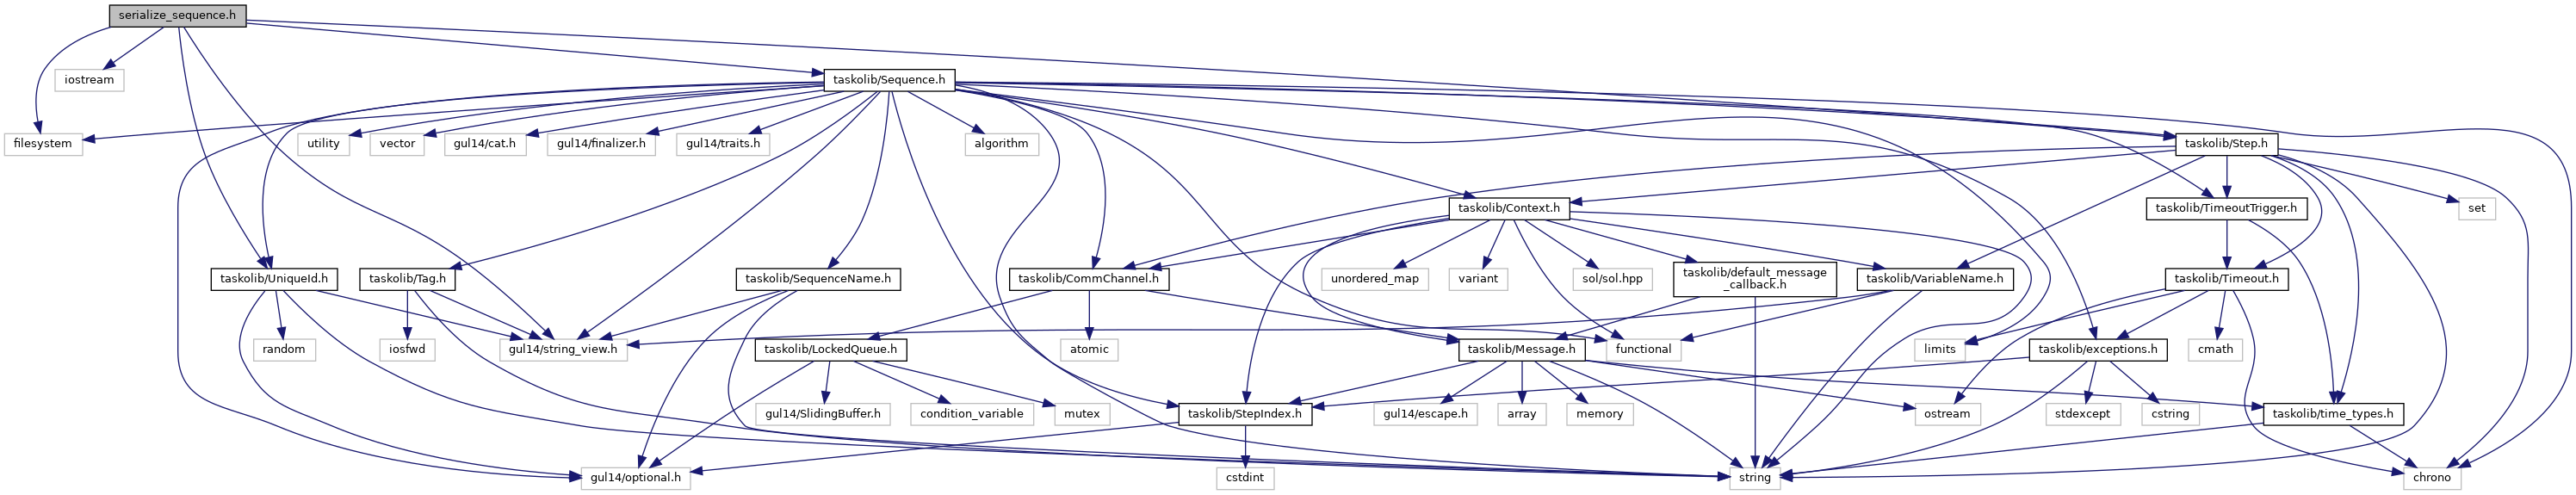 serialize_sequence.h
iostream
taskolib/Sequence.h
filesystem
utility
vector
gul14/cat.h
gul14/finalizer.h
gul14/traits.h
algorithm
taskolib/Step.h
taskolib/Context.h
taskolib/TimeoutTrigger.h
set
taskolib/UniqueId.h
taskolib/Tag.h
taskolib/SequenceName.h
taskolib/CommChannel.h
unordered_map
variant
sol/sol.hpp
taskolib/default_message
_callback.h
taskolib/VariableName.h
taskolib/Timeout.h
random
iosfwd
gul14/string_view.h
taskolib/LockedQueue.h
atomic
taskolib/Message.h
functional
limits
taskolib/exceptions.h
cmath
gul14/SlidingBuffer.h
condition_variable
mutex
taskolib/StepIndex.h
gul14/escape.h
array
memory
ostream
stdexcept
cstring
taskolib/time_types.h
gul14/optional.h
cstdint
string
chrono